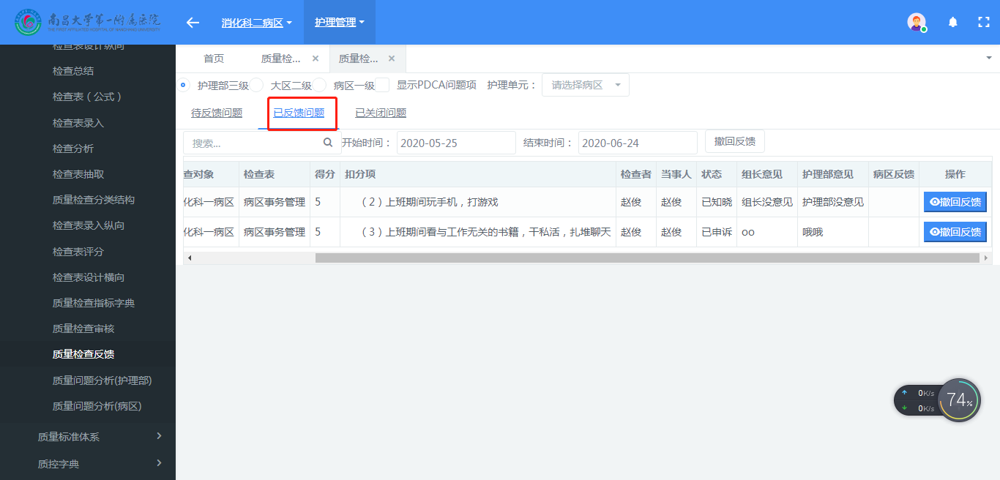 南昌大学第一附属医院
THE FIRST AFFILIATED HOSPITAL OF NANCHANG UNIVERSITY
消化科二病区
护理管理
检查表设计纵向
检查总结
检查表（公式）
检查表录入
检查分析
检查表抽取
质量检查分类结构
检查表录入纵向
检查表评分
检查表设计横向
质量检查指标字典
质量检查审核
质量检查反馈
质量问题分析(护理部)
质量问题分析(病区)
质量标准体系
质控字典
首页 质量检... × 质量检... ×
护理部三级 大区二级 病区一级 显示PDCA问题项 护理单元： 请选择病区
待反馈问题 已反馈问题 已关闭问题
搜索... 开始时间： 2020-05-25 结束时间： 2020-06-24 撤回反馈
查对象 检查表 得分 扣分项 检查者 当事人 状态 组长意见 护理部意见 病区反馈 操作
化科一病区 病区事务管理 5 （2）上班期间玩手机，打游戏 赵俊 赵俊 已知晓 组长没意见 护理部没意见 撤回反馈
化科一病区 病区事务管理 5 （3）上班期间看与工作无关的书籍，干私活，扎堆聊天 赵俊 赵俊 已申诉 oo 哦哦 撤回反馈
0K/s
0K/s
74%